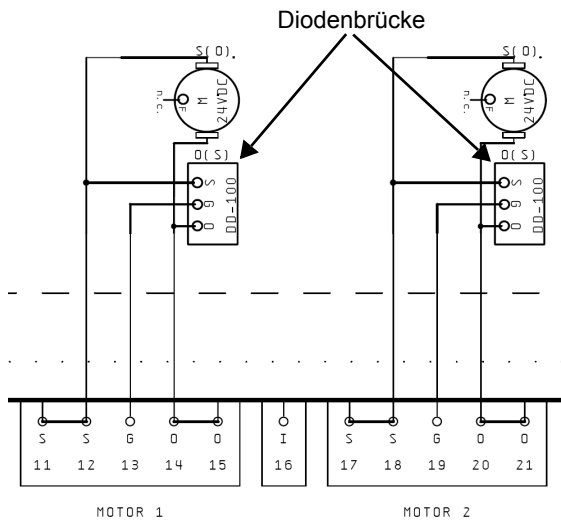 Diodenbrücke
S(O). S(O).
n.c. F M 24VDC n.c. F M 24VDC
O(S) O(S)
S G O DD-100 S G O DD-100
S S G O O I S S G O O
11 12 13 14 15 16 17 18 19 20 21
MOTOR 1 MOTOR 2